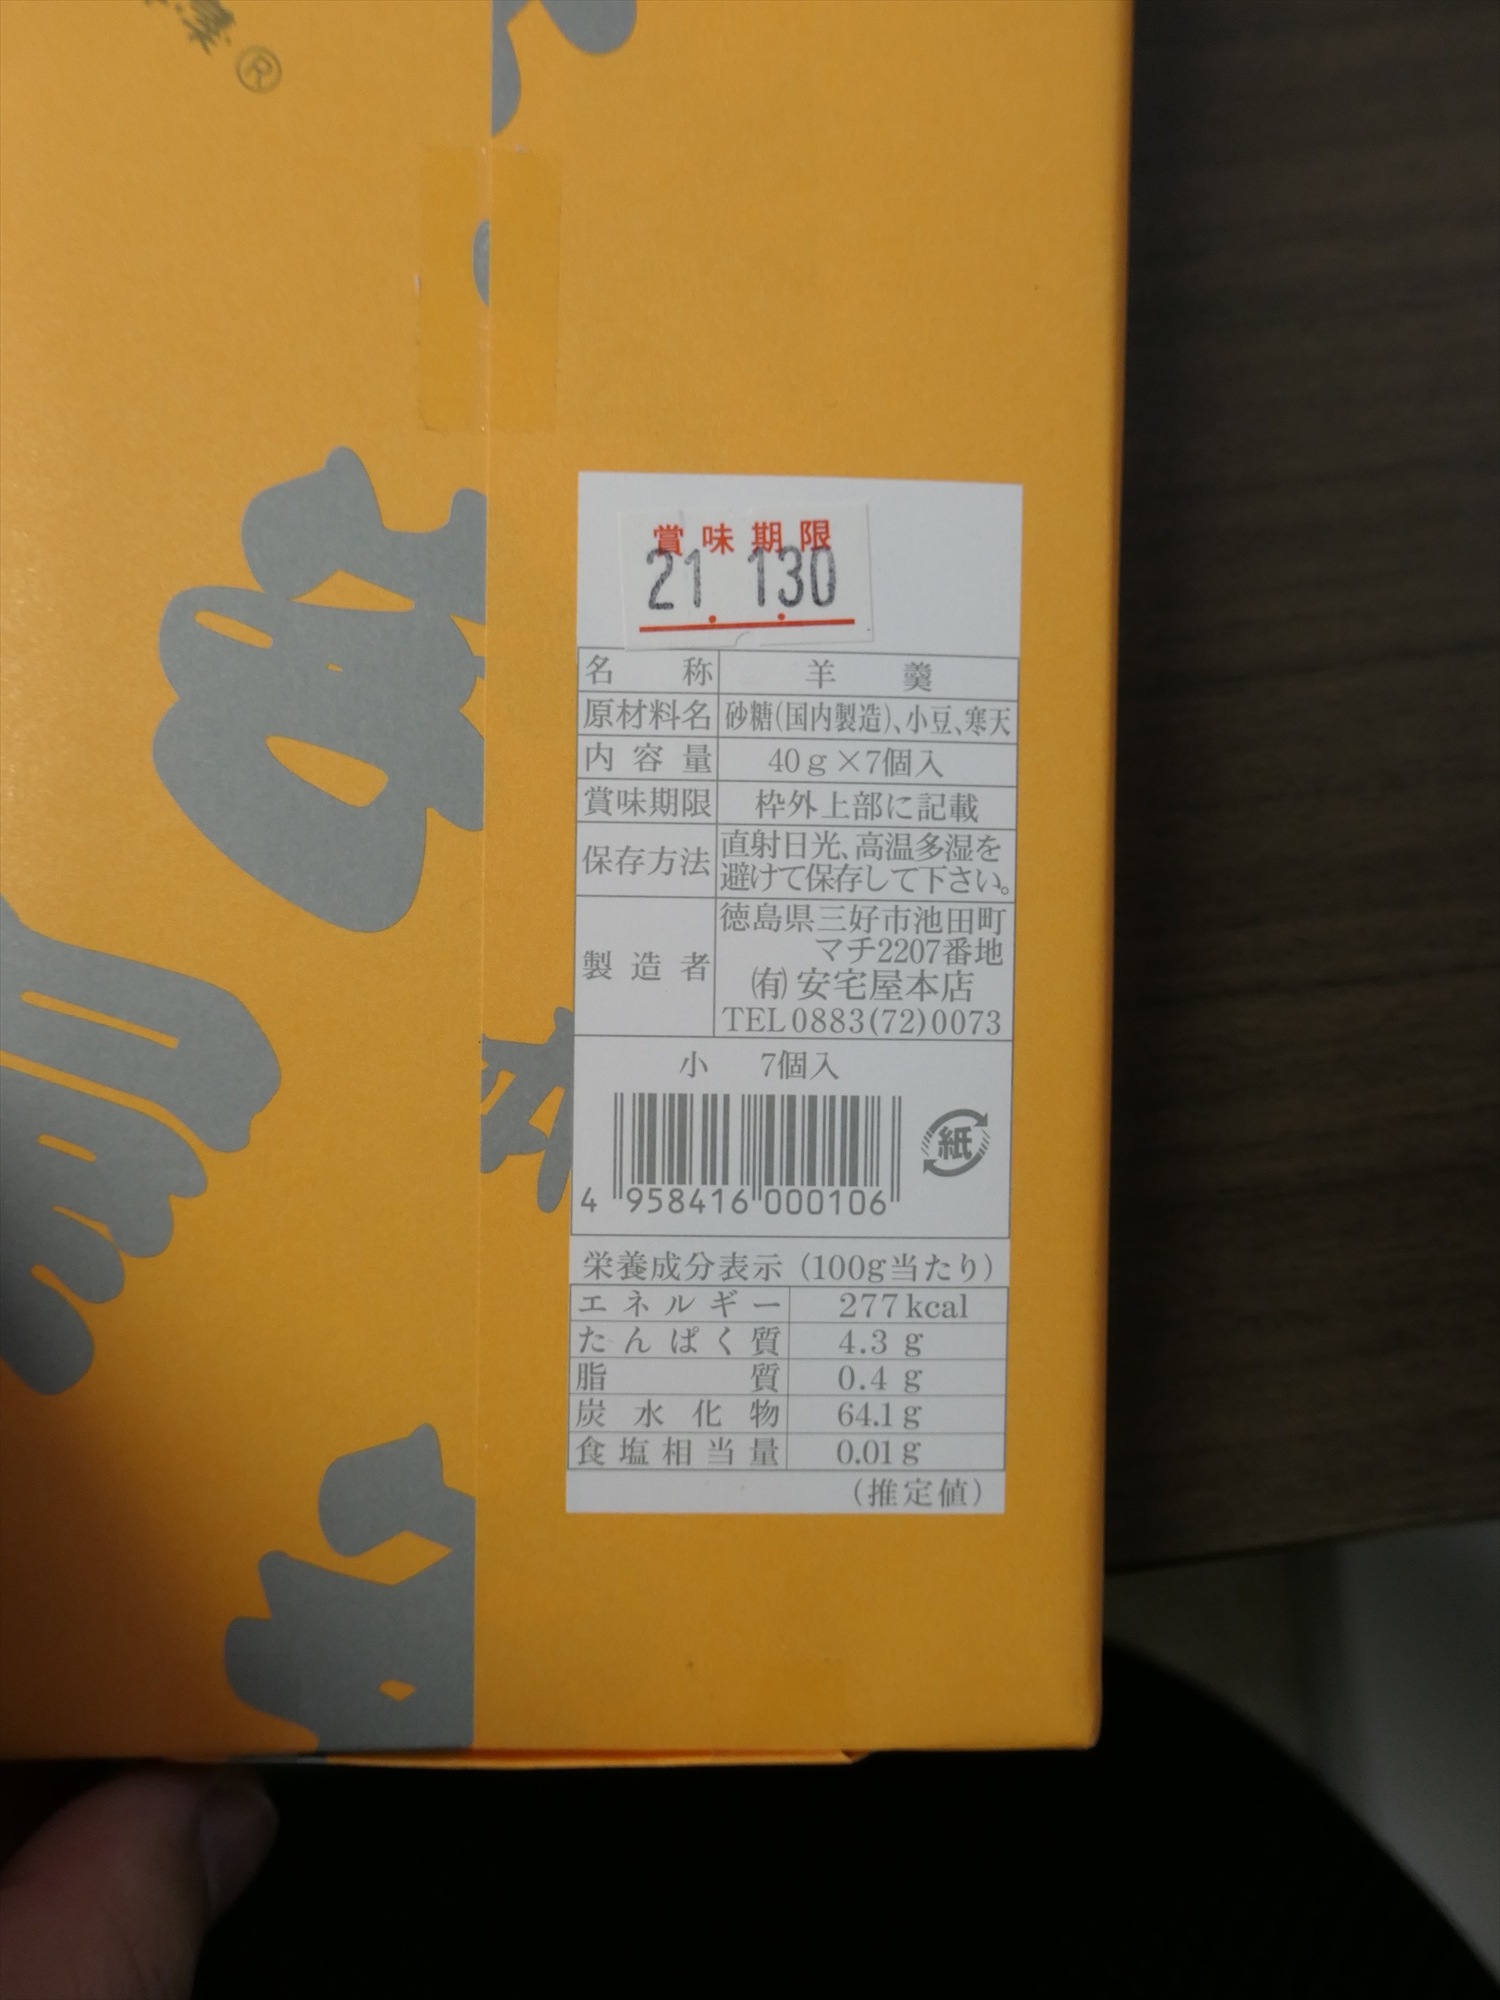 羹®
賞味期限
21. 1.30
名称 羊羹
原材料名 砂糖(国内製造)、小豆、寒天
内容量 40g×7個入
賞味期限 枠外上部に記載
保存方法 直射日光、高温多湿を
避けて保存して下さい。
製造者 徳島県三好市池田町
マチ2207番地
㈲安宅屋本店
TEL0883(72)0073
小 7個入
4 958416 000106
紙
栄養成分表示(100g当たり)
エネルギー 277kcal
たんぱく質 4.3g
脂質 0.4g
炭水化物 64.1g
食塩相当量 0.01g
(推定値)